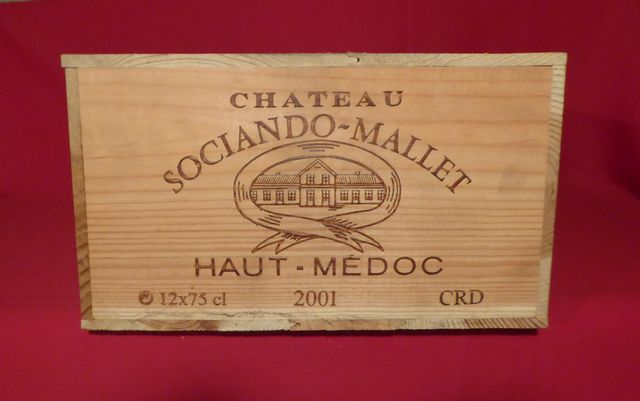 CHATEAU
SOCIANDO-MALLET
HAUT-MÉDOC
12x75 cl 2001 CRD